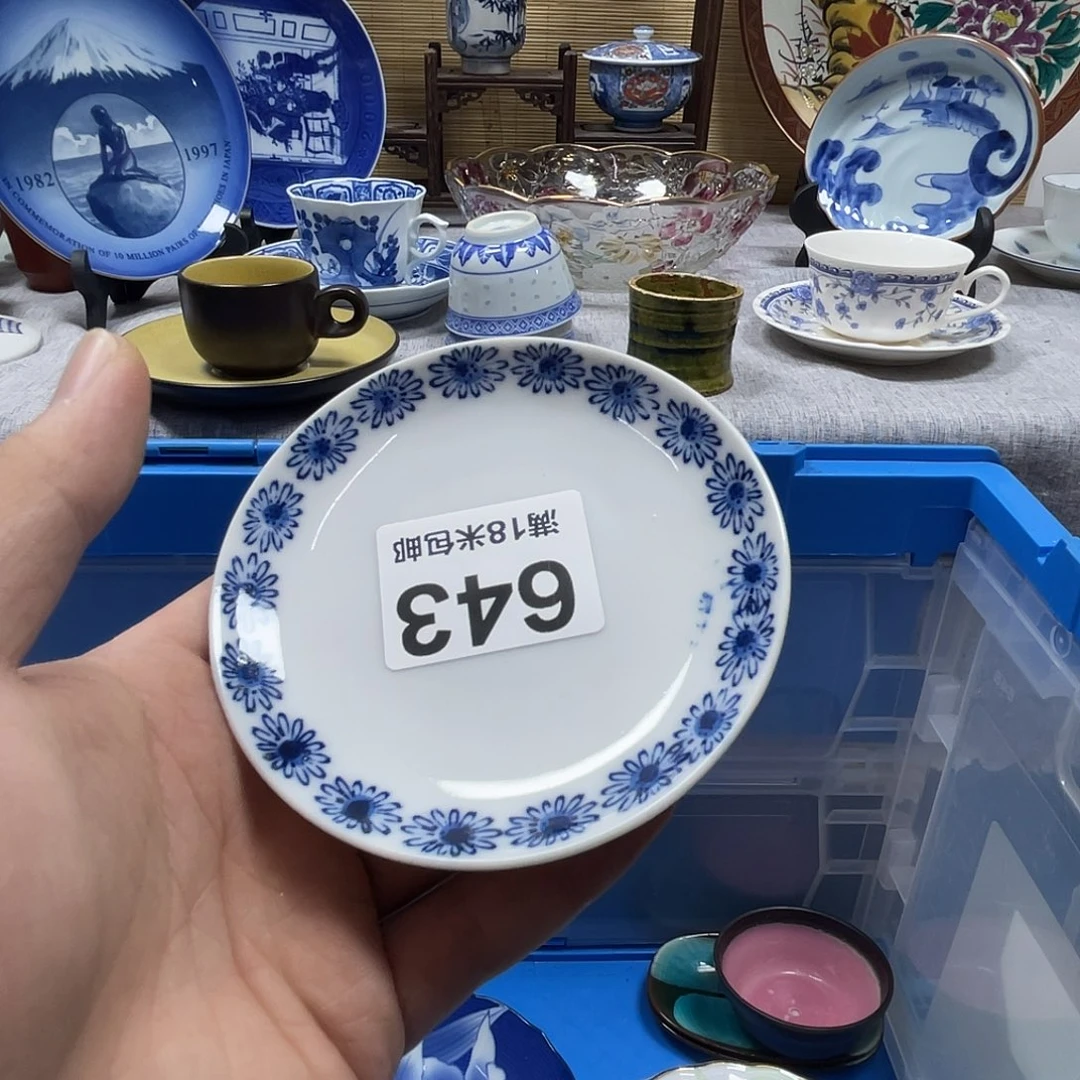 满18米包邮
643
1982
1997
IN COMMEMORATION OF 10 MILLION PAIRS OF
IN JAPAN